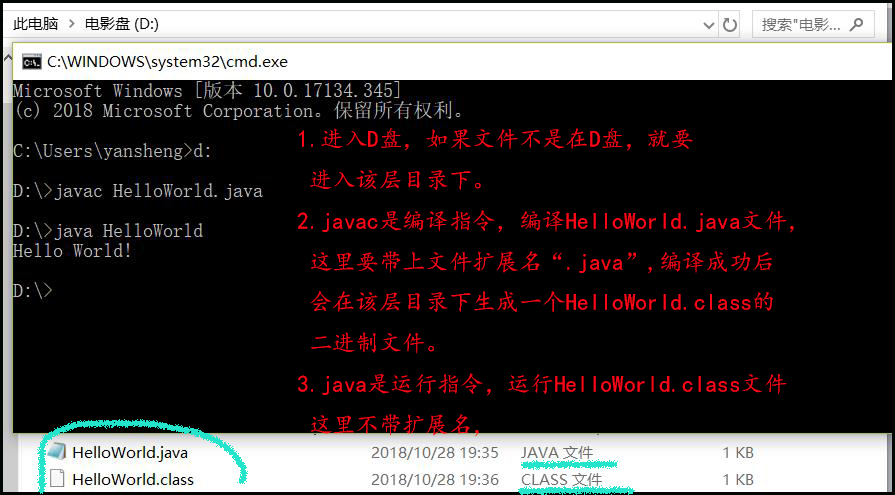 此电脑 > 电影盘 (D:)
搜索"电影...
C:\WINDOWS\system32\cmd.exe
Microsoft Windows [版本 10.0.17134.345]
(c) 2018 Microsoft Corporation。保留所有权利。
C:\Users\yansheng>d:
D:\>javac HelloWorld.java
D:\>java HelloWorld
Hello World!
D:\>
1.进入D盘，如果文件不是在D盘，就要
进入该层目录下。
2.javac是编译指令，编译HelloWorld.java文件，
这里要带上文件扩展名“.java”,编译成功后
会在该层目录下生成一个HelloWorld.class的
二进制文件。
3.java是运行指令，运行HelloWorld.class文件
这里不带扩展名，
HelloWorld.java 2018/10/28 19:35 JAVA 文件 1 KB
HelloWorld.class 2018/10/28 19:36 CLASS 文件 1 KB